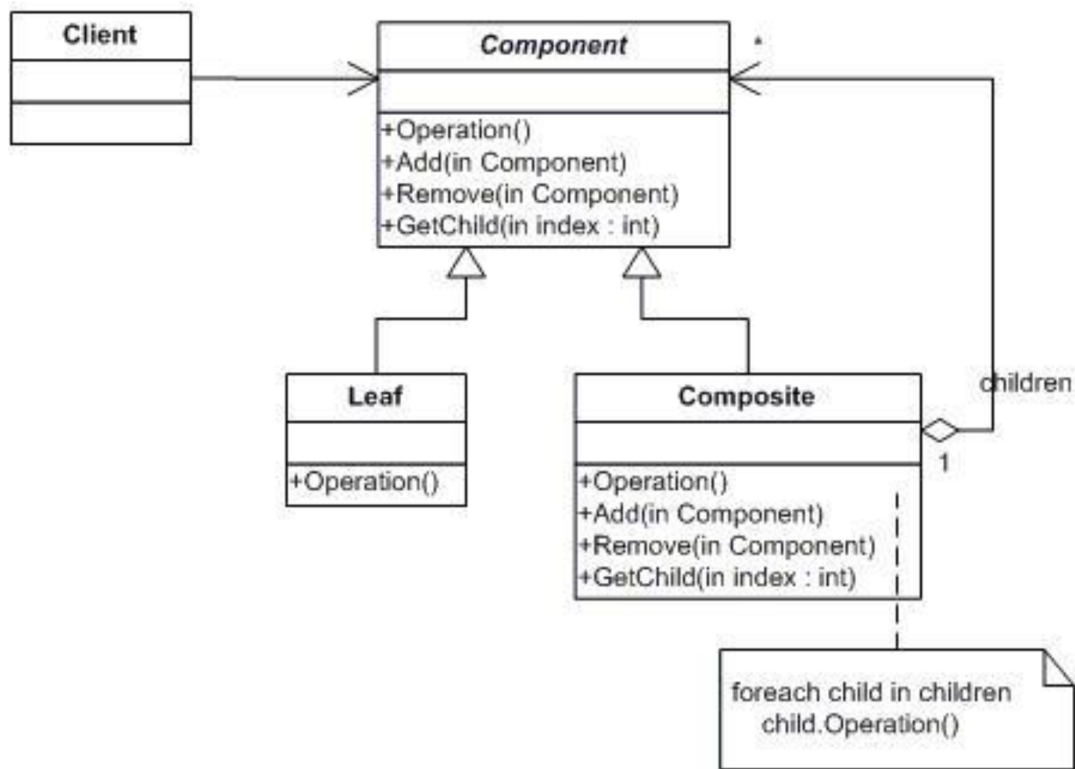 Client
Component
*
+Operation()
+Add(in Component)
+Remove(in Component)
+GetChild(in index : int)
children
Leaf
+Operation()
Composite
1
+Operation()
+Add(in Component)
+Remove(in Component)
+GetChild(in index : int)
foreach child in children
child.Operation()